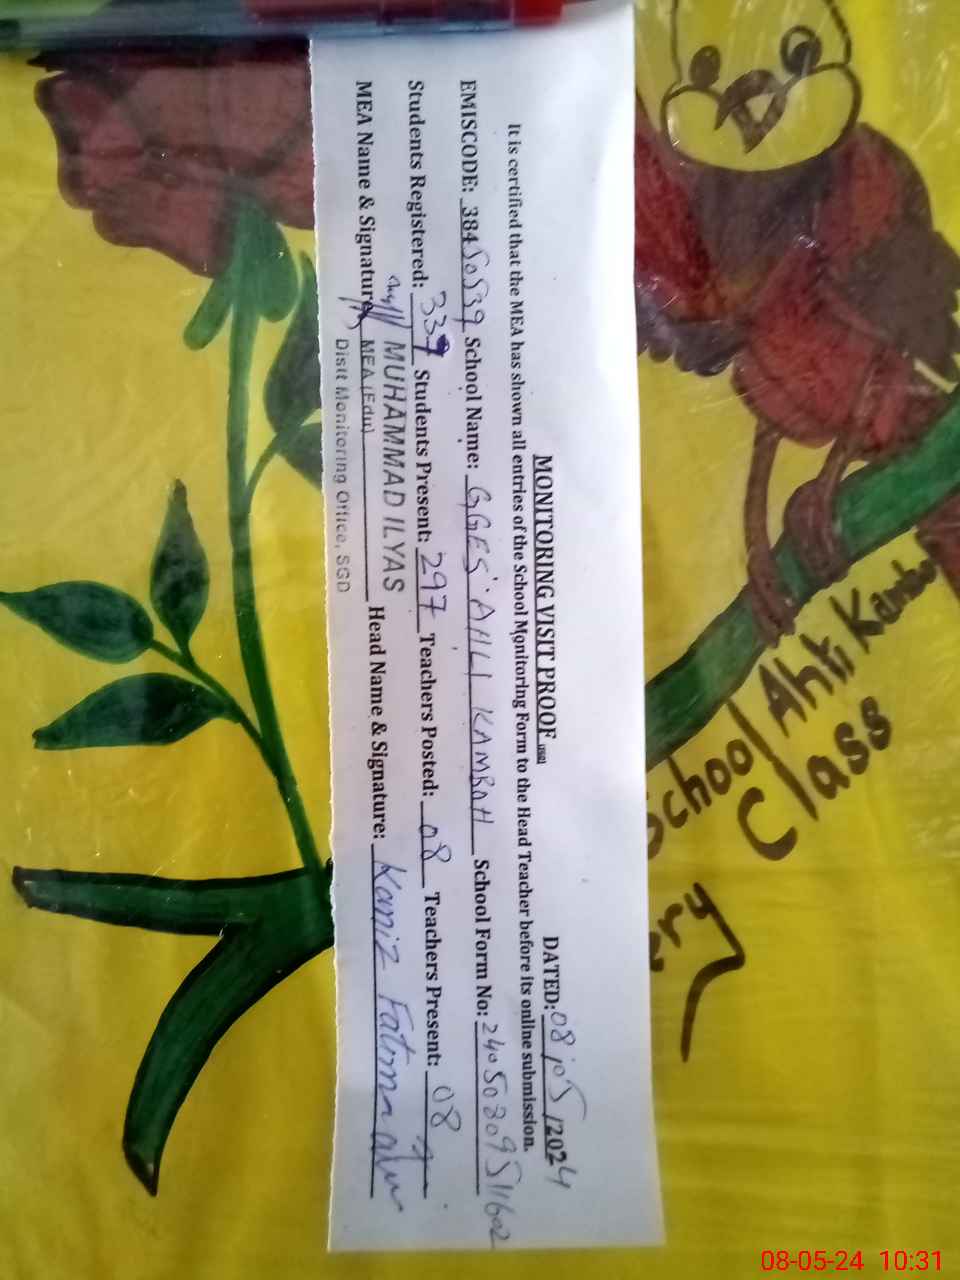 MONITORING VISIT PROOF
DATED: 08/05/2024
It is certified that the MEA has shown all entries of the School Monitoring Form to the Head Teacher before its online submission.
EMISCODE: 38450539 School Name: GGES AHLI KAMBOH School Form No:
Students Registered: 339 Students Present: 297 Teachers Posted: 08 Teachers Present: 08
MEA Name & Signature MUHAMMAD ILYAS Head Name & Signature: Kaniz Fatima
MEA (Edu)
Distt Monitoring Office, SGD
School Ahli Kamboh
Class
08-05-24 10:31